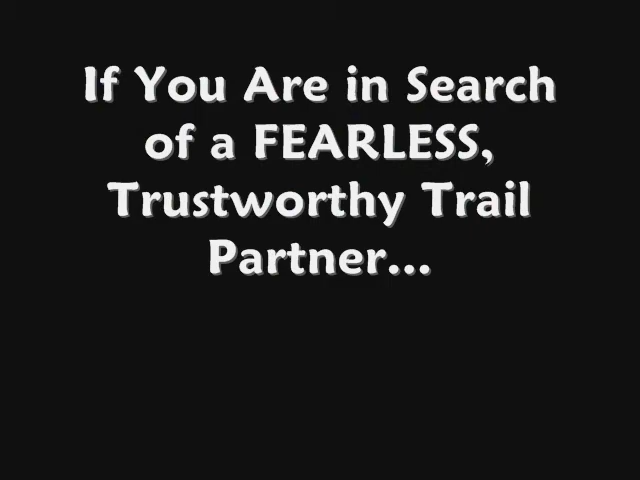 If You Are in Search
of a FEARLESS,
Trustworthy Trail
Partner...